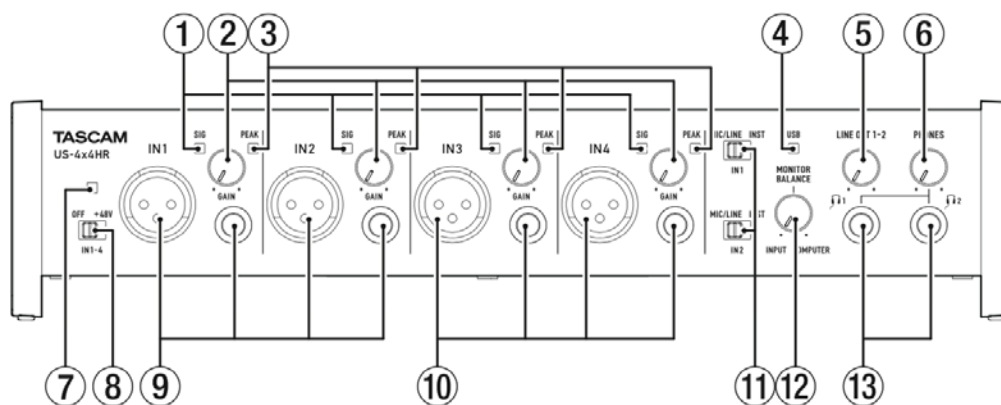 1 2 3 4 5 6
TASCAM
US-4x4HR
IN1 SIG PEAK
IN2 SIG PEAK
IN3 SIG PEAK
IN4 SIG PEAK
GAIN GAIN GAIN GAIN
OFF +48V
IN1-4
INST
IN1
IN2
USB
MONITOR
BALANCE
INPUT
LINE OUT 1-2
1 2
7 8 9 10 11 12 13